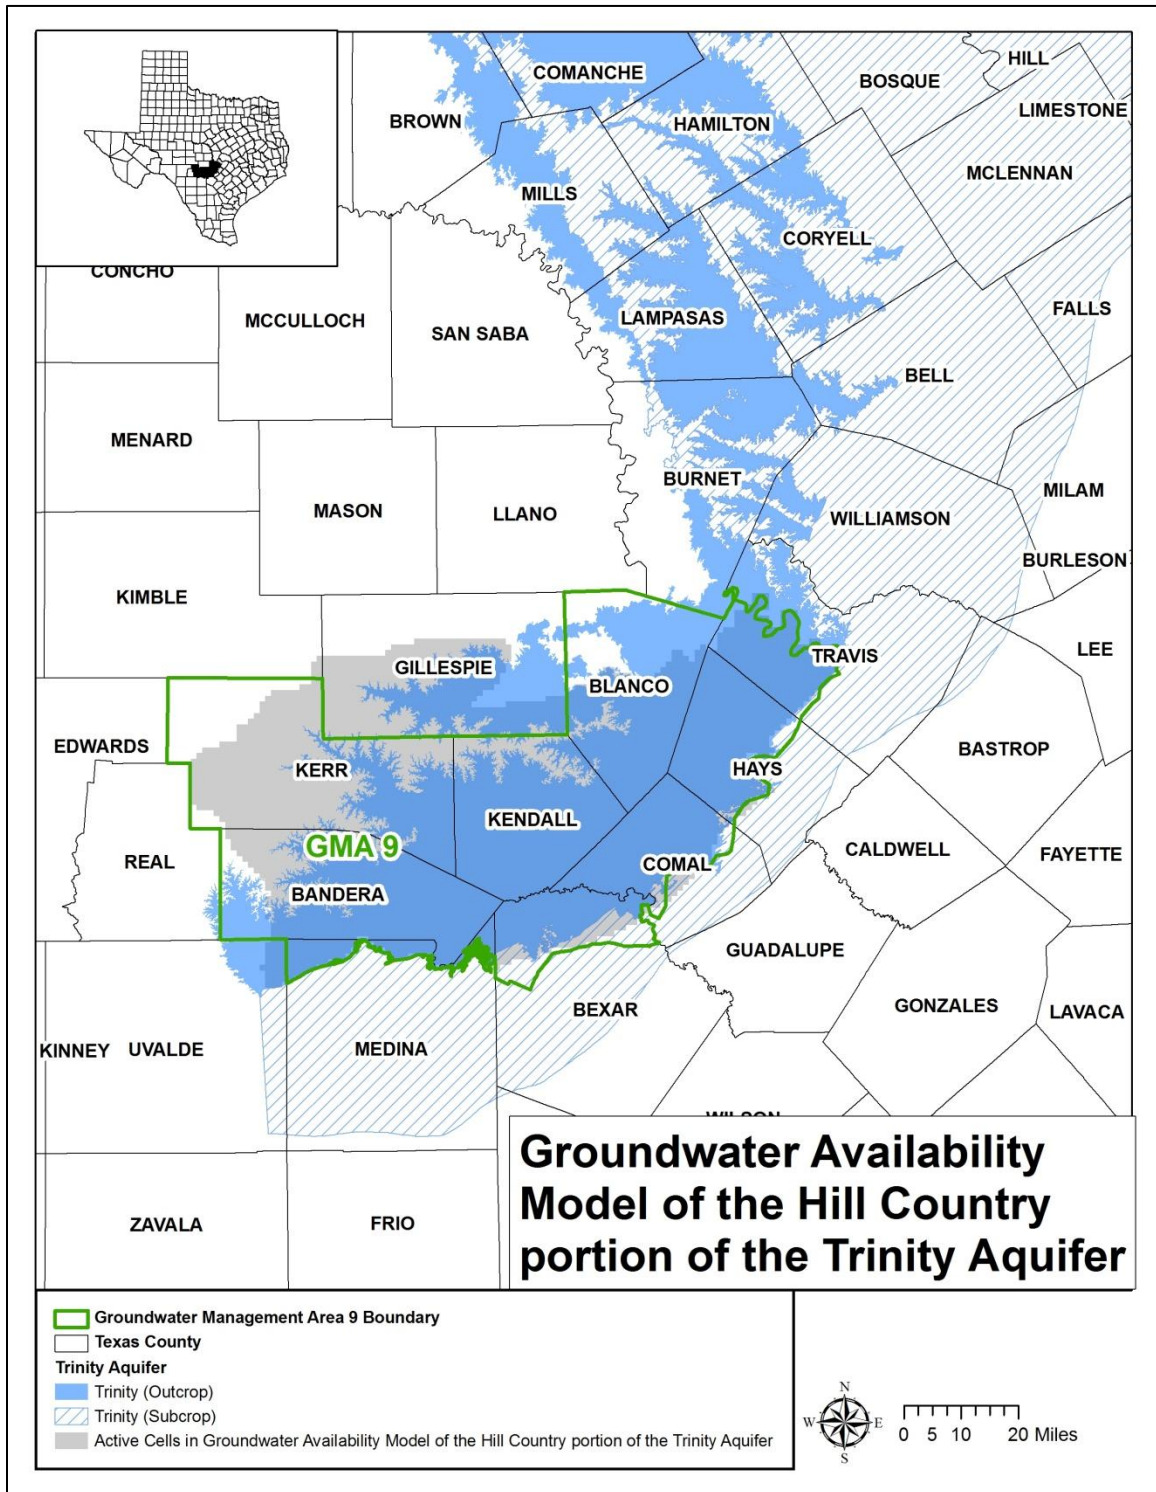 COMANCHE
HILL
BOSQUE
LIMESTONE
BROWN
HAMILTON
MCLENNAN
MILLS
CORYELL
CONCHO
MCCULLOCH
SAN SABA
LAMPASAS
FALLS
BELL
MENARD
BURNET
MILAM
MASON
LLANO
WILLIAMSON
BURLESON
KIMBLE
LEE
GILLESPIE
TRAVIS
BLANCO
EDWARDS
BASTROP
KERR
HAYS
KENDALL
GMA 9
REAL
CALDWELL
FAYETTE
COMAL
BANDERA
GUADALUPE
BEXAR
GONZALES
LAVACA
KINNEY
UVALDE
MEDINA
WILSON
ZAVALA
FRIO
Groundwater Availability
Model of the Hill Country
portion of the Trinity Aquifer
Groundwater Management Area 9 Boundary
Texas County
Trinity Aquifer
Trinity (Outcrop)
Trinity (Subcrop)
Active Cells in Groundwater Availability Model of the Hill Country portion of the Trinity Aquifer
N
W E
S
0 5 10 20 Miles